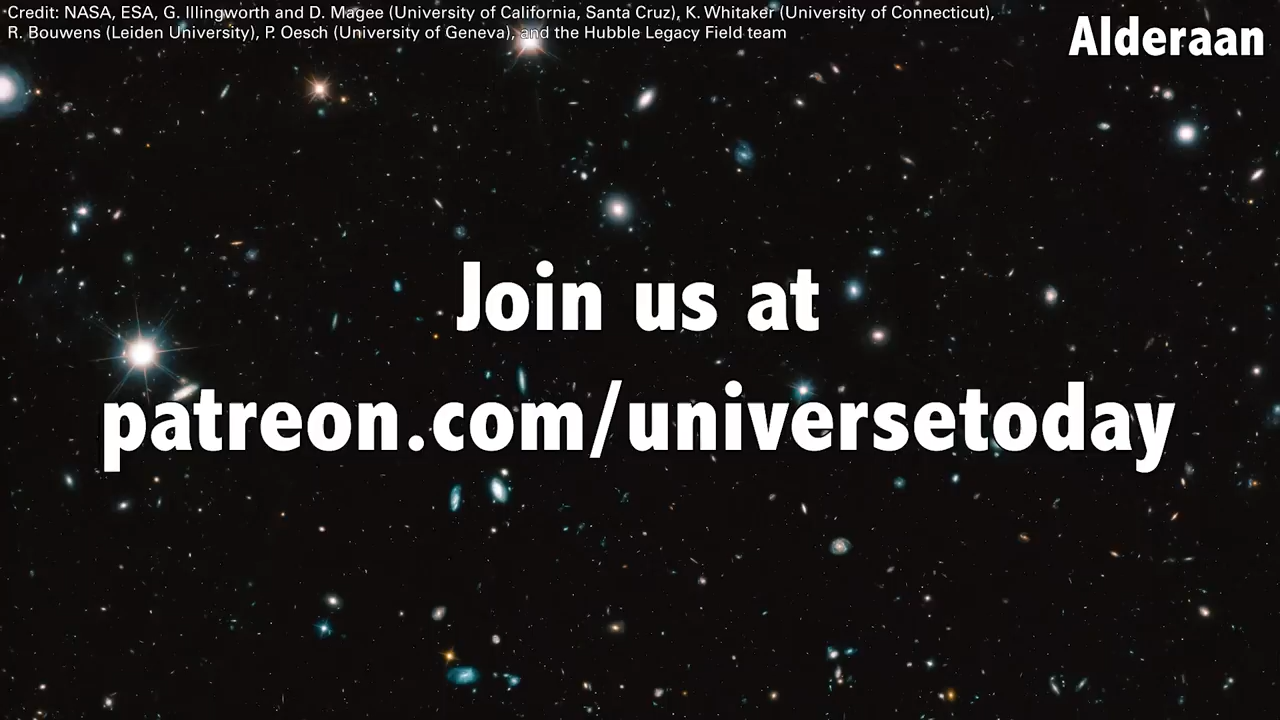 Credit: NASA, ESA, G. Illingworth and D. Magee (University of California, Santa Cruz), K. Whitaker (University of Connecticut),
R. Bouwens (Leiden University), P. Oesch (University of Geneva), and the Hubble Legacy Field team
Alderaan
Join us at
patreon.com/universetoday